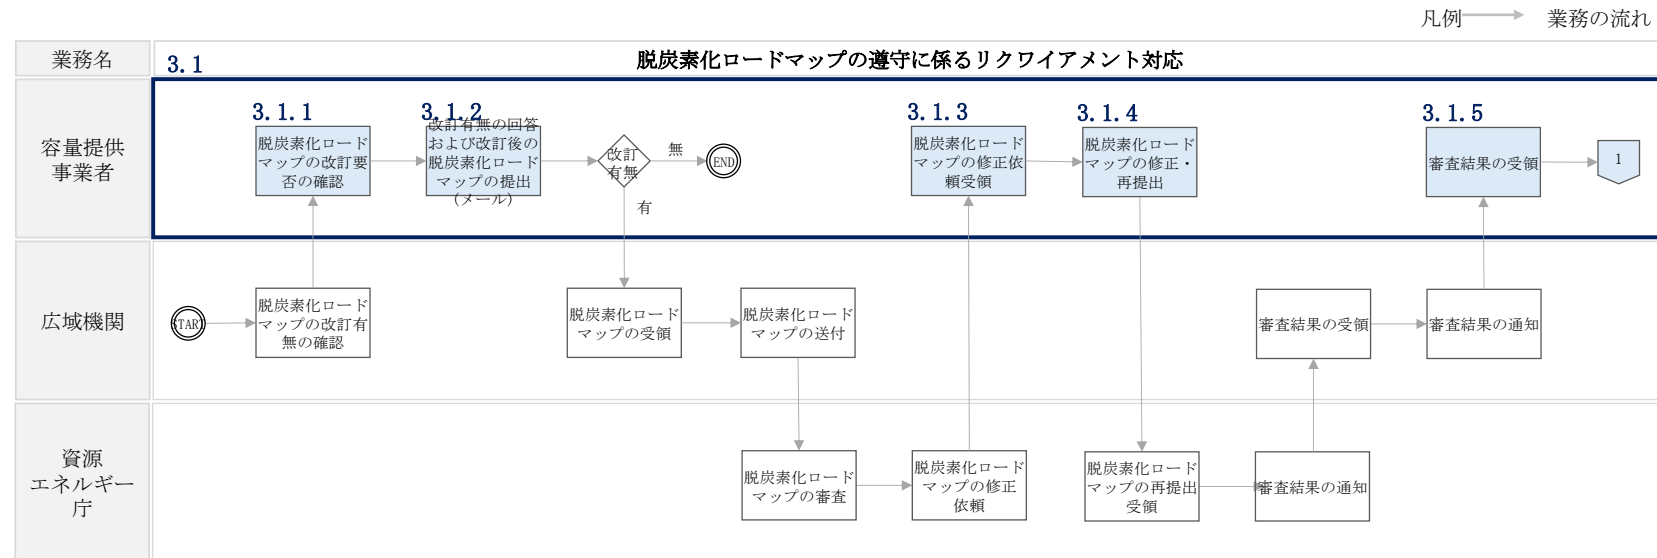 凡例
業務の流れ
業務名
3.1
脱炭素化ロードマップの遵守に係るリクワイアメント対応
容量提供
事業者
3.1.1
脱炭素化ロード
マップの改訂要
否の確認
3.1.2
改訂有無の回答
および改訂後の
脱炭素化ロード
マップの提出
(メール)
改訂
有無
無
END
有
3.1.3
脱炭素化ロード
マップの修正依
頼受領
3.1.4
脱炭素化ロード
マップの修正・
再提出
3.1.5
審査結果の受領
1
広域機関
START
脱炭素化ロード
マップの改訂有
無の確認
脱炭素化ロード
マップの受領
脱炭素化ロード
マップの送付
審査結果の受領
審査結果の通知
資源
エネルギー
庁
脱炭素化ロード
マップの審査
脱炭素化ロード
マップの修正
依頼
脱炭素化ロード
マップの再提出
受領
審査結果の通知